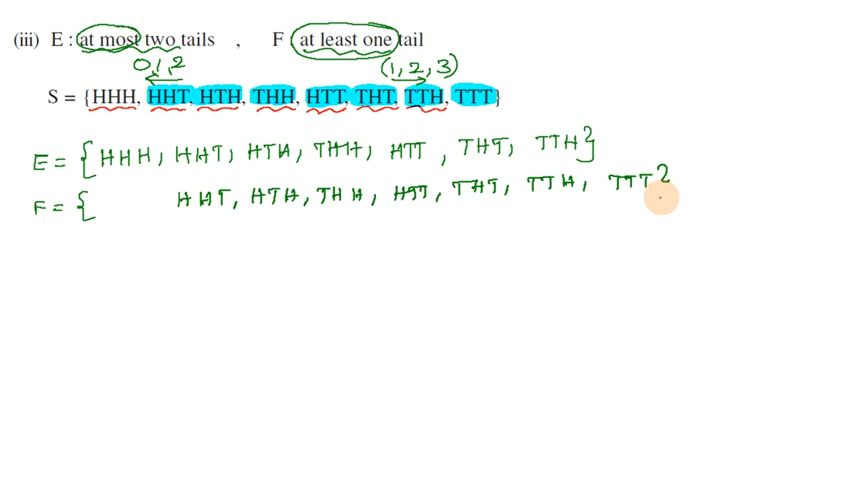 (iii) E : at most two tails , F : at least one tail
0, 1, 2 (1, 2, 3)
S = {HHH, HHT, HTH, THH, HTT, THT, TTH, TTT}
E = { HHH, HHT, HTH, THH, HTT, THT, TTH }
F = { HHT, HTH, THH, HTT, THT, TTH, TTT }